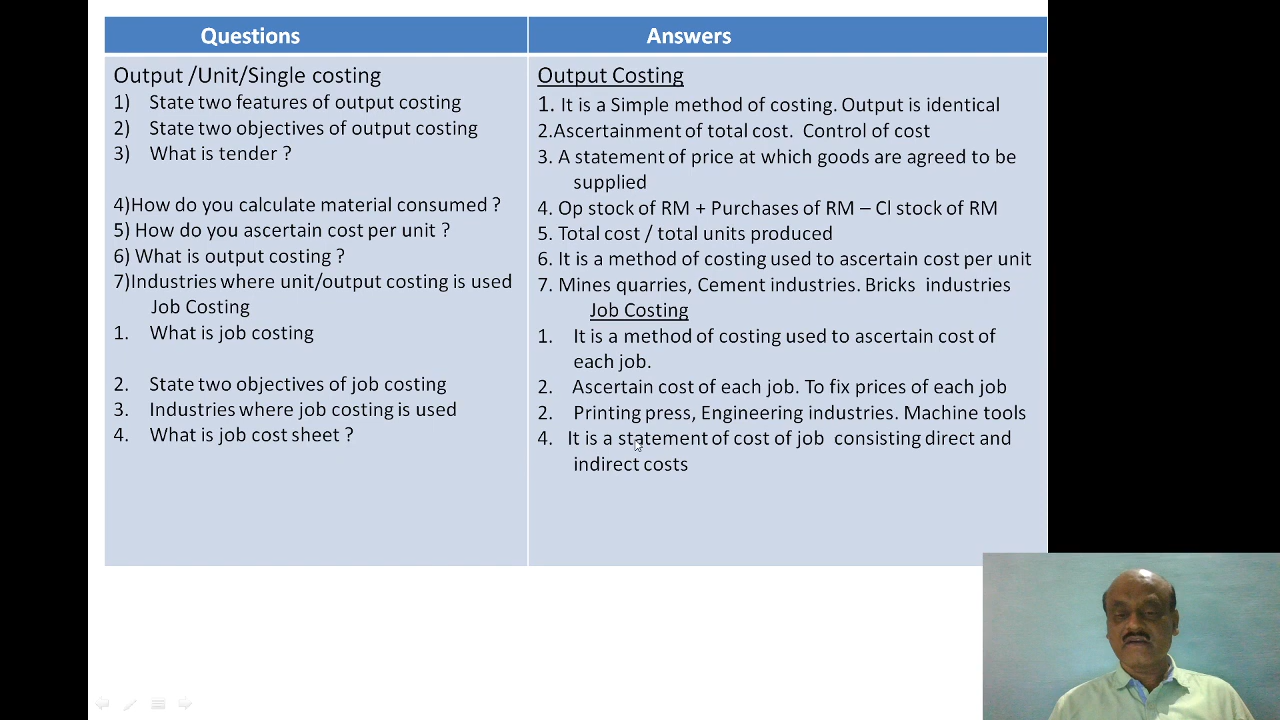 Questions
Answers
Output /Unit/Single costing
1) State two features of output costing
2) State two objectives of output costing
3) What is tender ?
4)How do you calculate material consumed ?
5) How do you ascertain cost per unit ?
6) What is output costing ?
7)Industries where unit/output costing is used
Job Costing
1. What is job costing
2. State two objectives of job costing
3. Industries where job costing is used
4. What is job cost sheet ?
Output Costing
1. It is a Simple method of costing. Output is identical
2.Ascertainment of total cost. Control of cost
3. A statement of price at which goods are agreed to be
supplied
4. Op stock of RM + Purchases of RM – Cl stock of RM
5. Total cost / total units produced
6. It is a method of costing used to ascertain cost per unit
7. Mines quarries, Cement industries. Bricks industries
Job Costing
1. It is a method of costing used to ascertain cost of
each job.
2. Ascertain cost of each job. To fix prices of each job
2. Printing press, Engineering industries. Machine tools
4. It is a statement of cost of job consisting direct and
indirect costs